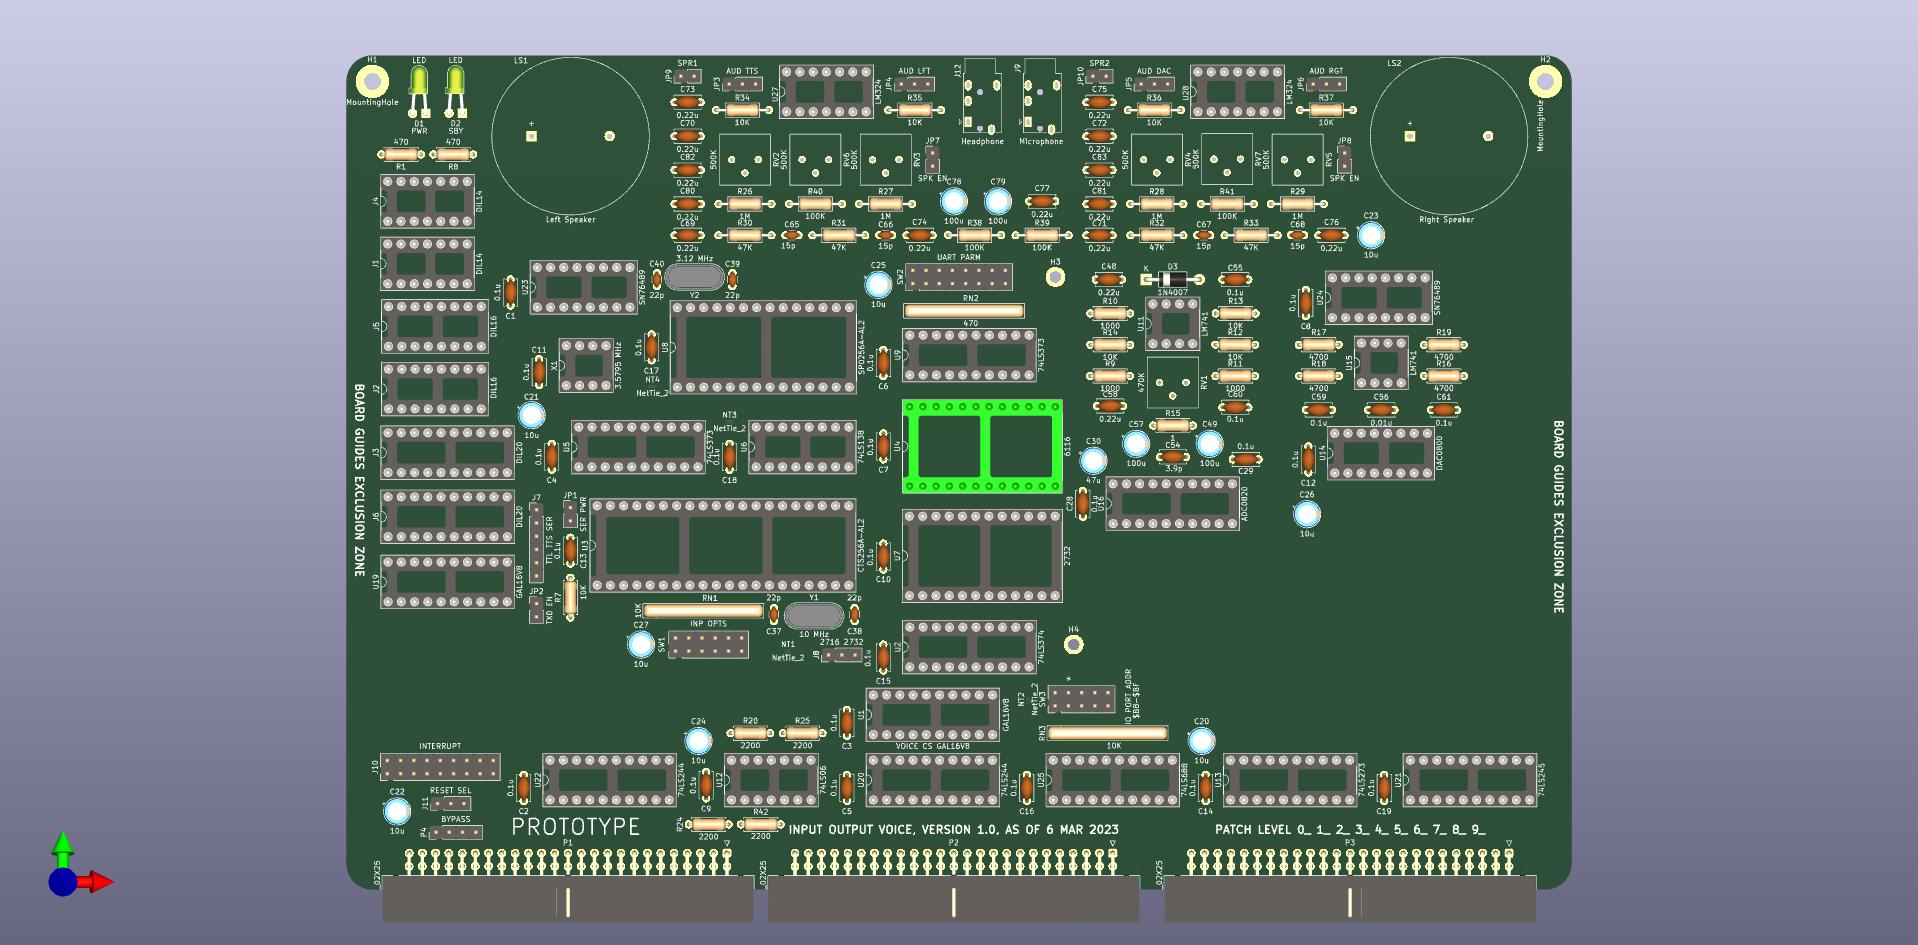 H1
LED
LED
LS1
SPR1
AUD TTS
AUD LFT
J12
J9
SPR2
AUD DAC
AUD RGT
LS2
H2
MountingHole
D1
PWR
D2
SBY
470
470
R1
R8
Left Speaker
JP9
C73
0.22u
JP3
R34
10K
U27
LM324
JP4
R35
10K
Headphone
Microphone
JP10
C75
0.22u
JP5
R36
10K
U28
LM324
JP6
R37
10K
MountingHole
Right Speaker
C70
0.22u
500K
RV2
500K
RV6
500K
RV3
JP7
SPK EN
C72
0.22u
500K
RV4
500K
RV7
500K
RV5
JP8
SPK EN
C82
0.22u
C83
0.22u
C80
0.22u
R26
1M
R40
100K
R27
1M
C78
100u
C79
100u
C77
0.22u
C81
0.22u
R28
1M
R41
100K
R29
1M
C69
0.22u
R30
47K
C65
15p
R31
47K
C66
15p
C74
0.22u
R38
100K
R39
100K
C71
0.22u
R32
47K
C67
15p
R33
47K
C68
15p
C76
0.22u
C23
10u
J4
DIL14
J1
DIL14
J5
DIL16
J2
DIL16
J3
DIL20
J6
DIL20
U19
GAL16V8
0.1u
C1
U23
SN76489
C40
22p
3.12 MHz
Y2
C39
22p
C25
10u
SW2
UART PARM
H3
RN2
470
C48
0.22u
K
D3
1N4007
C55
0.1u
0.1u
C8
U24
SN76489
C11
0.1u
X1
3.5795 MHz
0.1u
C17
NT4
NetTie_2
U8
SPO256A-AL2
0.1u
C6
U9
74LS373
R10
1000
R14
10K
R9
1000
C58
0.22u
U11
LM741
R13
10K
R12
10K
R11
1000
C60
0.1u
470K
RV1
R15
1
R17
4700
R18
4700
C59
0.1u
U15
LM741
R19
4700
R16
4700
C56
0.01u
C61
0.1u
BOARD GUIDES EXCLUSION ZONE
BOARD GUIDES EXCLUSION ZONE
C21
10u
0.1u
C4
U5
74LS373
NT3
NetTie_2
0.1u
C18
U6
74LS138
0.1u
C7
U4
6116
C30
47u
C57
100u
C54
3.9p
C49
100u
0.1u
C29
0.1u
C12
U14
DAC0800
C28
0.1u
U16
ADC0820
C26
10u
J7
TTL TTS SER
JP1
SER PWR
0.1u
C13
U3
CTS256A-AL2
0.1u
C10
U7
2732
JP2
TXD EN
R7
10K
10K
RN1
22p
C37
Y1
10 MHz
22p
C38
C27
10u
SW1
INP OPTS
NT1
NetTie_2
2716 2732
J8
0.1u
C15
U2
74LS374
H4
0.1u
C3
U1
GAL16V8
VOICE CS GAL16V8
NT2
NetTie_2
SW3
*
IO PORT ADDR
$B8-$BF
RN3
10K
C24
10u
R20
2200
R25
2200
C20
10u
INTERRUPT
J10
C22
10u
RESET SEL
J11
BYPASS
P4
0.1u
C2
U22
74LS244
0.1u
C9
U12
74LS06
0.1u
C5
U20
74LS244
0.1u
C16
74LS688
0.1u
C14
U13
74LS273
0.1u
C19
U21
74LS245
R24
2200
R42
2200
PROTOTYPE
INPUT OUTPUT VOICE, VERSION 1.0, AS OF 6 MAR 2023
PATCH LEVEL 0_ 1_ 2_ 3_ 4_ 5_ 6_ 7_ 8_ 9_
P1
P2
P3
02X25
02X25
02X25